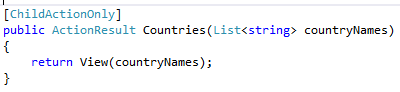 [ChildActionOnly]
public ActionResult Countries(List<string> countryNames)
{
    return View(countryNames);
}